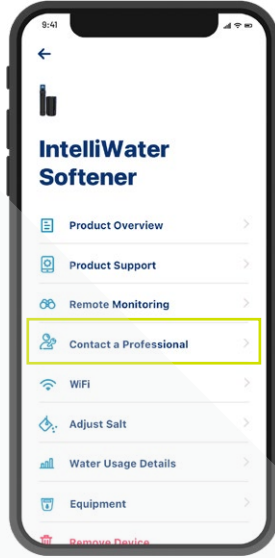 9:41
IntelliWater
Softener
Product Overview
Product Support
Remote Monitoring
Contact a Professional
WiFi
Adjust Salt
Water Usage Details
Equipment
Remove Device